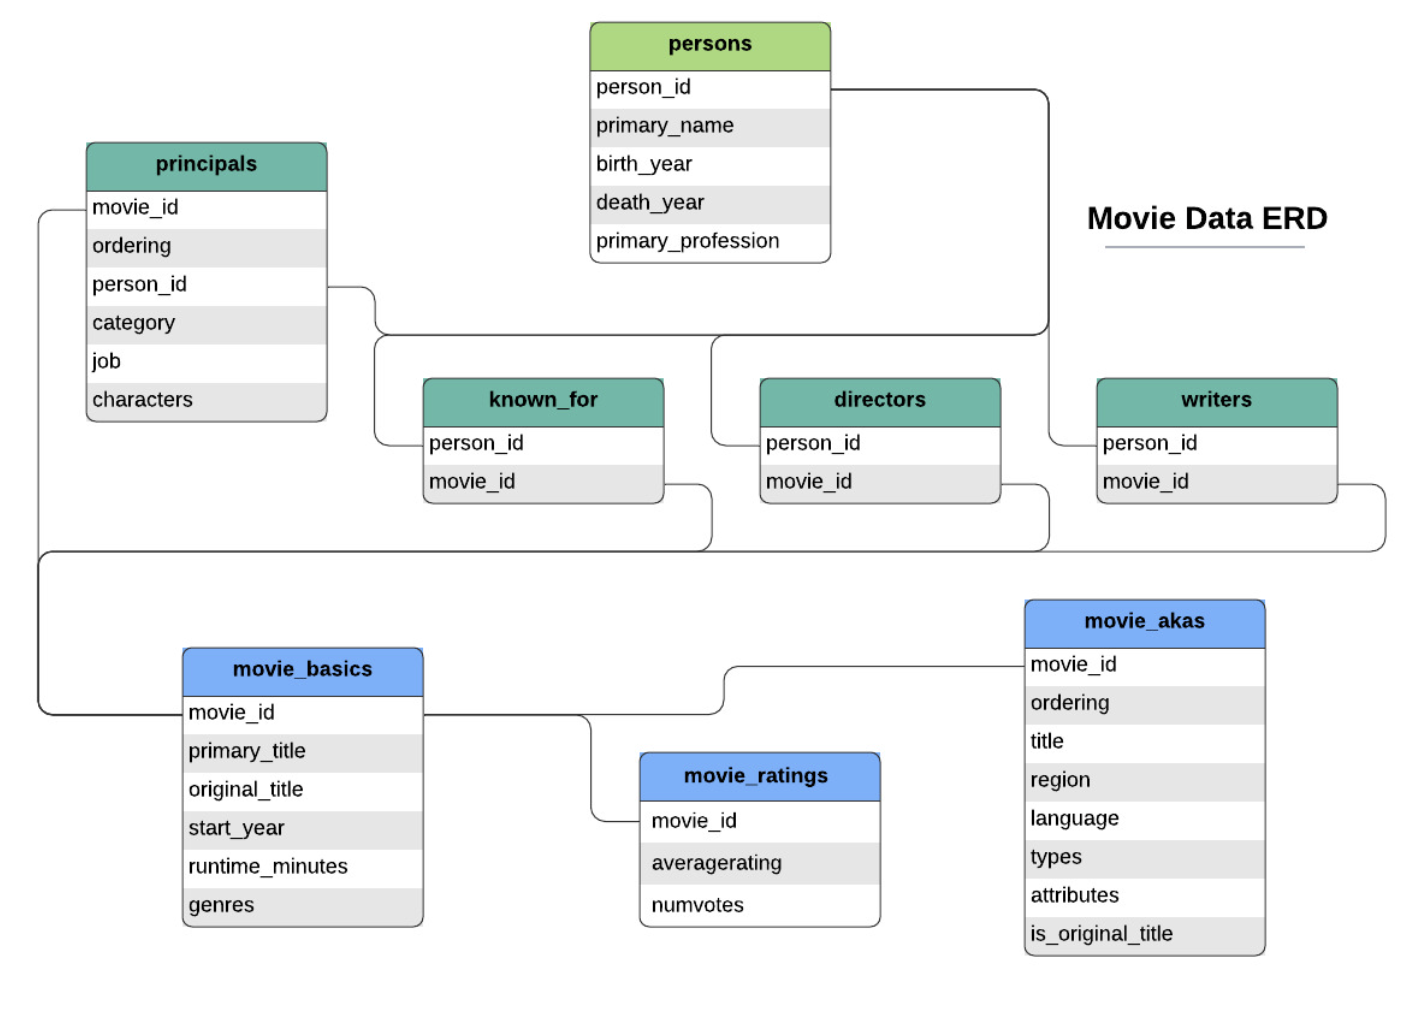 persons
person_id
primary_name
birth_year
death_year
primary_profession
principals
movie_id
ordering
person_id
category
job
characters
Movie Data ERD
known_for
person_id
movie_id
directors
person_id
movie_id
writers
person_id
movie_id
movie_basics
movie_id
primary_title
original_title
start_year
runtime_minutes
genres
movie_ratings
movie_id
averagerating
numvotes
movie_akas
movie_id
ordering
title
region
language
types
attributes
is_original_title